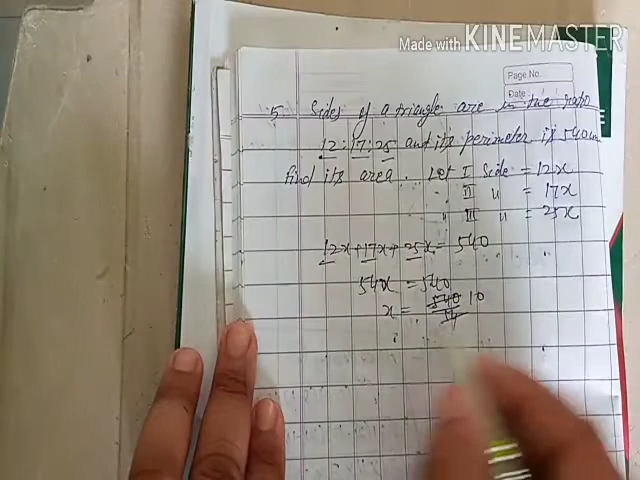 Made with KINEMASTER
Page No.
Date
5. Sides of a triangle are in the ratio
12:17:25 and its perimeter is 540cm
find its area. Let I side = 12x
II " = 17x
" III " = 25x
12x+17x+25x = 540
54x = 540
x = 540 10
54